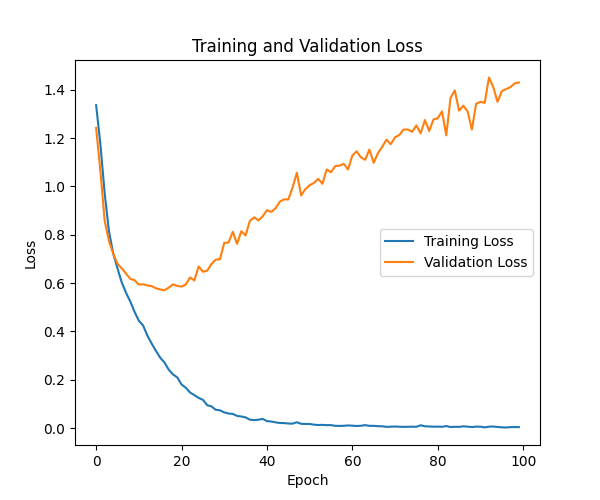 Training and Validation Loss
Loss
1.4
1.2
1.0
0.8
0.6
0.4
0.2
0.0
Training Loss
Validation Loss
0 20 40 60 80 100
Epoch